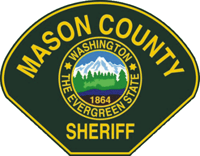 MASON COUNTY
WASHINGTON
THE EVERGREEN STATE
1864
SHERIFF